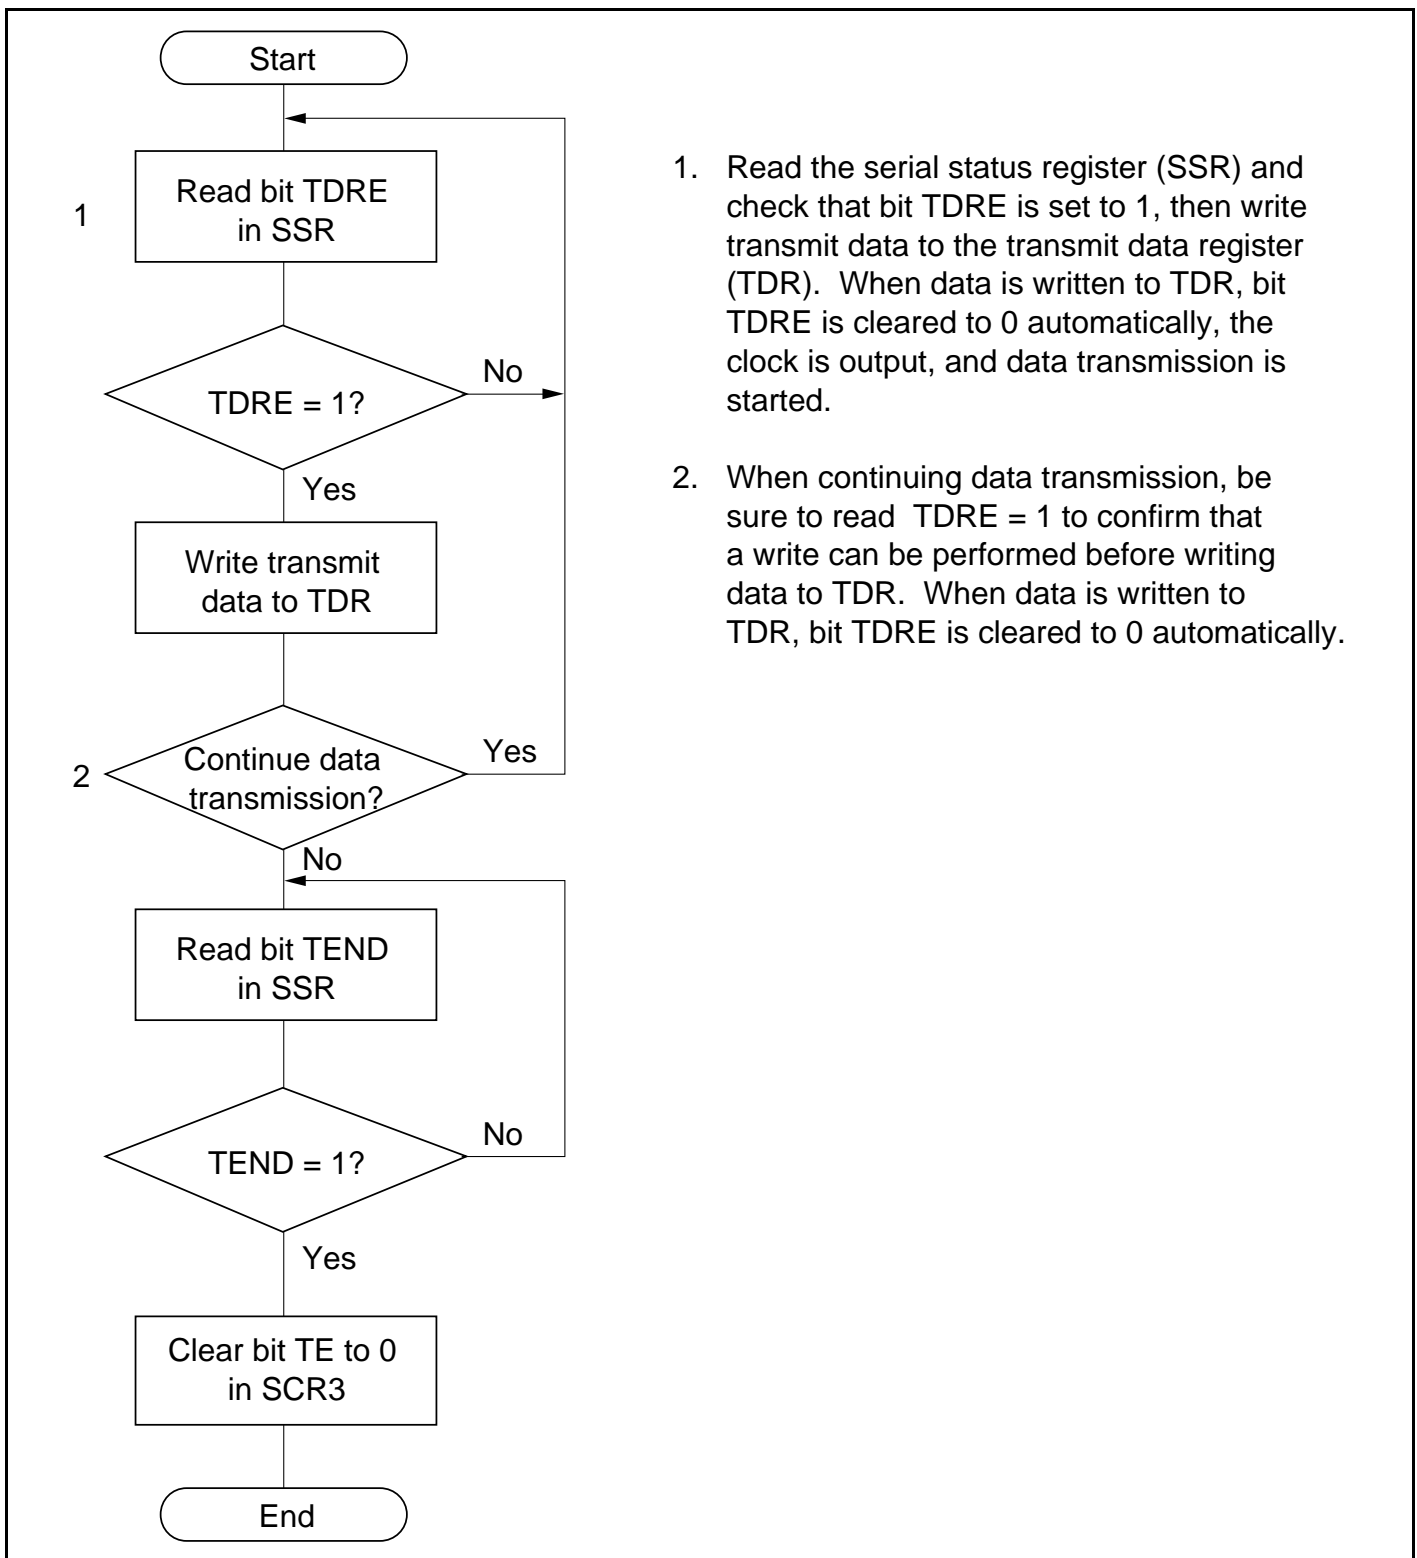 Start
1
Read bit TDRE
in SSR
TDRE = 1?
No
Yes
Write transmit
data to TDR
2
Continue data
transmission?
Yes
No
Read bit TEND
in SSR
TEND = 1?
No
Yes
Clear bit TE to 0
in SCR3
End
1. Read the serial status register (SSR) and
check that bit TDRE is set to 1, then write
transmit data to the transmit data register
(TDR).  When data is written to TDR, bit
TDRE is cleared to 0 automatically, the
clock is output, and data transmission is
started.
2. When continuing data transmission, be
sure to read  TDRE = 1 to confirm that
a write can be performed before writing
data to TDR.  When data is written to
TDR, bit TDRE is cleared to 0 automatically.